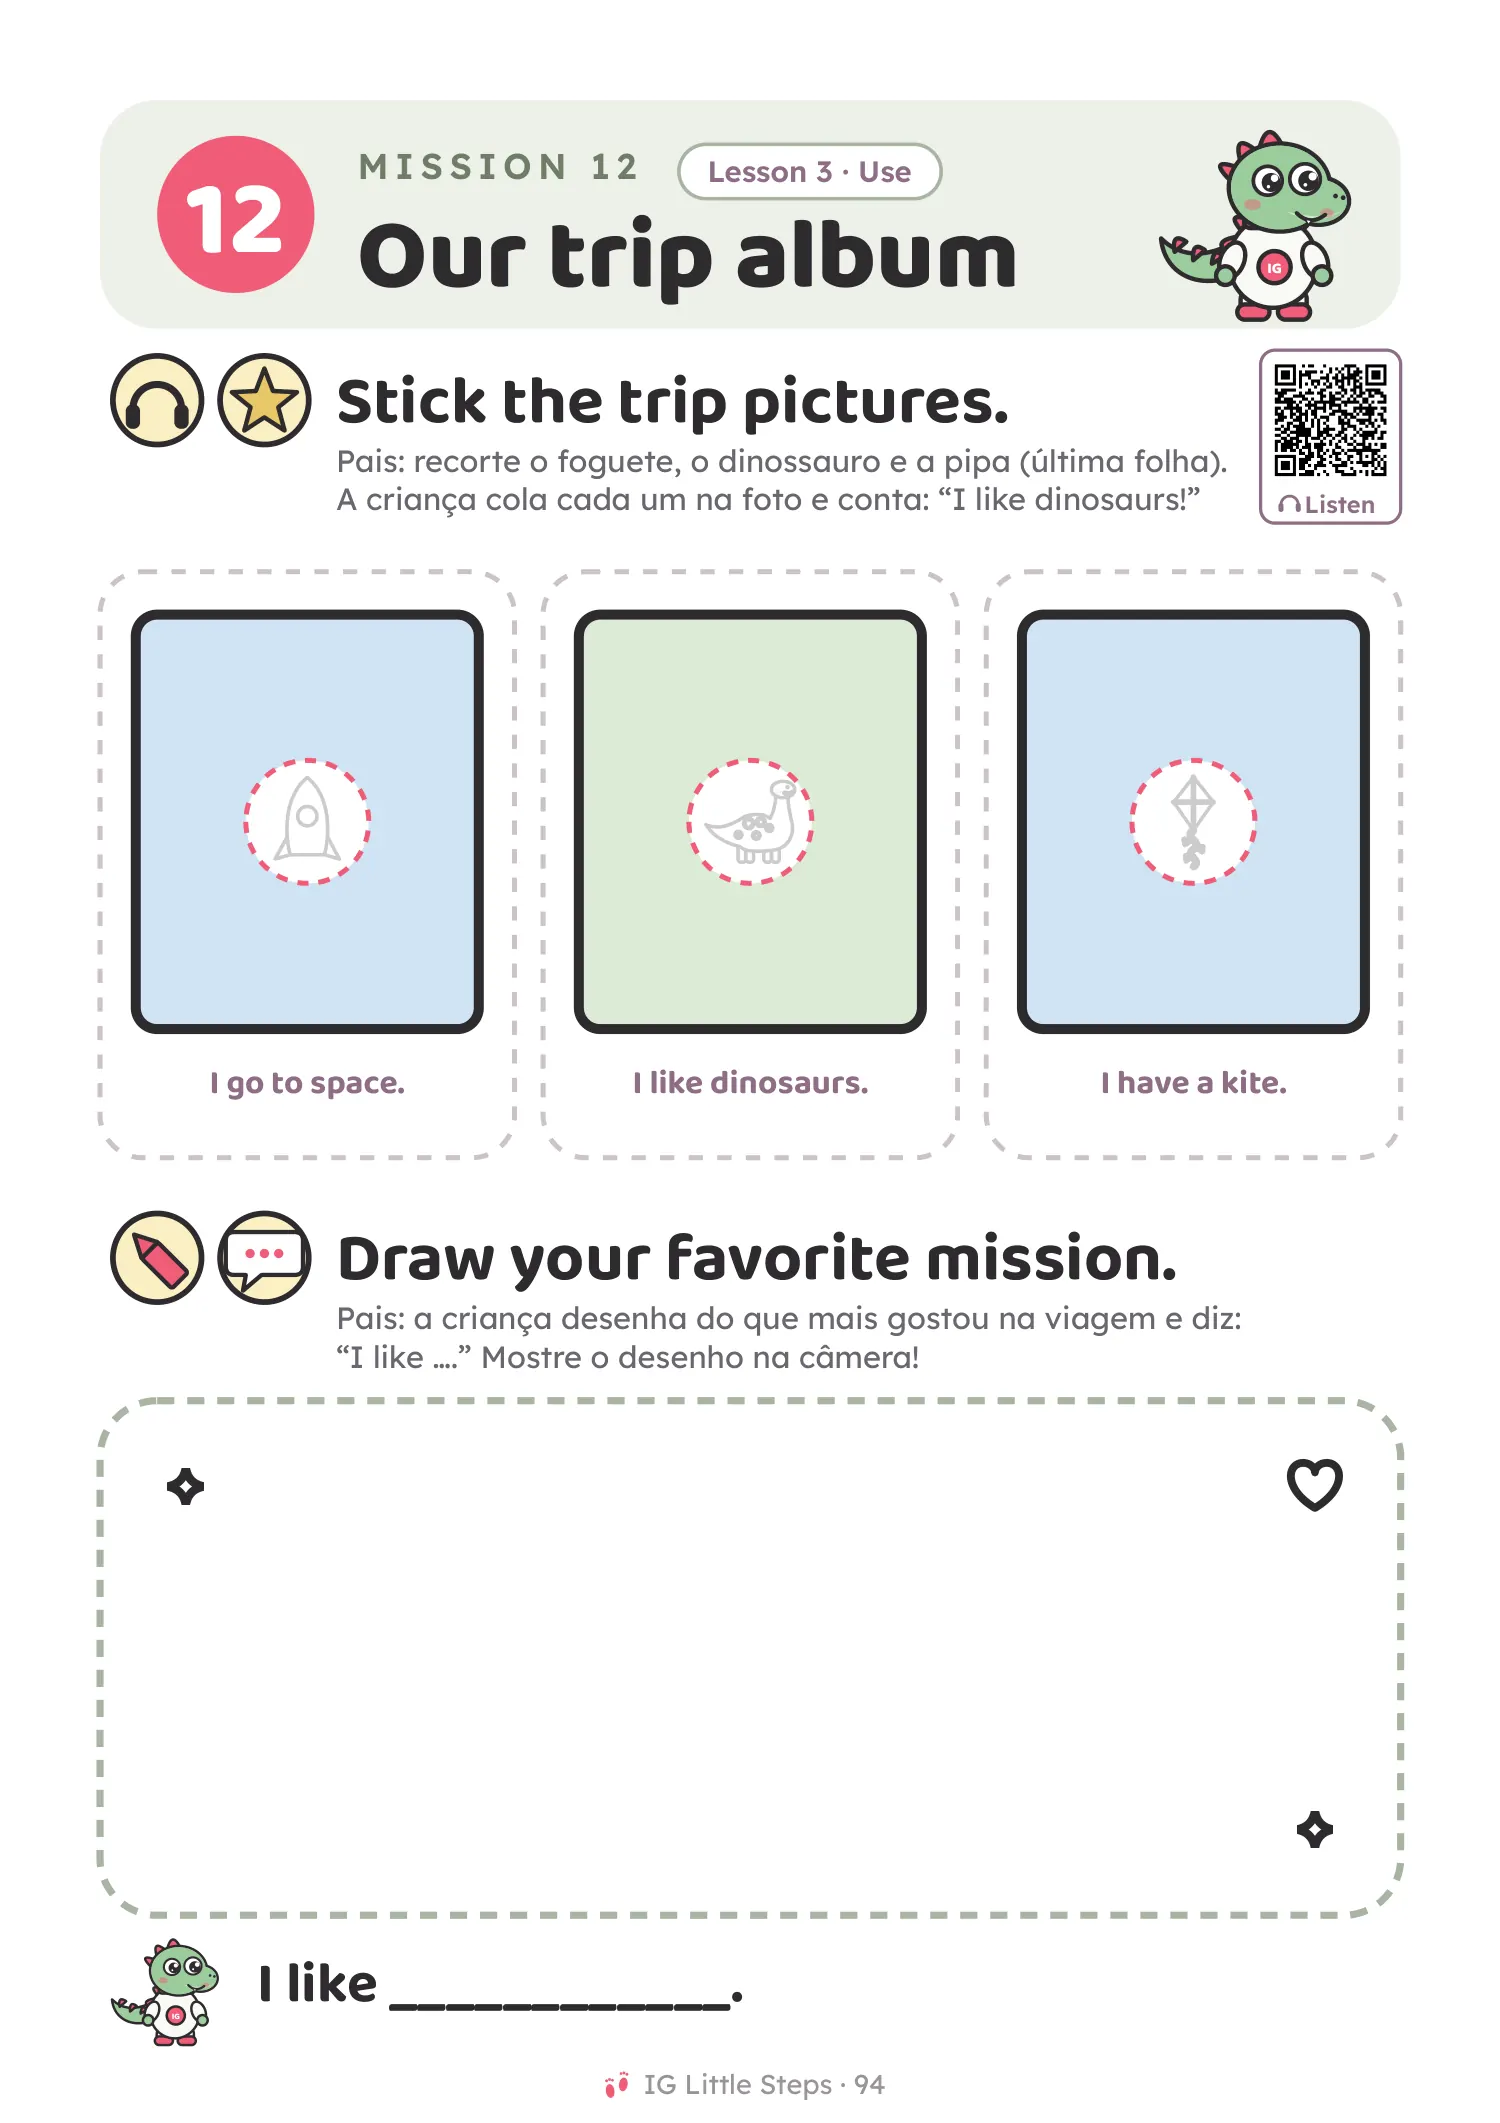 12
MISSION 12
Lesson 3 · Use
Our trip album
IG
Stick the trip pictures.
Pais: recorte o foguete, o dinossauro e a pipa (última folha).
A criança cola cada um na foto e conta: “I like dinosaurs!”
Listen
I go to space.
I like dinosaurs.
I have a kite.
Draw your favorite mission.
Pais: a criança desenha do que mais gostou na viagem e diz:
“I like ....” Mostre o desenho na câmera!
I like ____________.
IG
IG Little Steps · 94